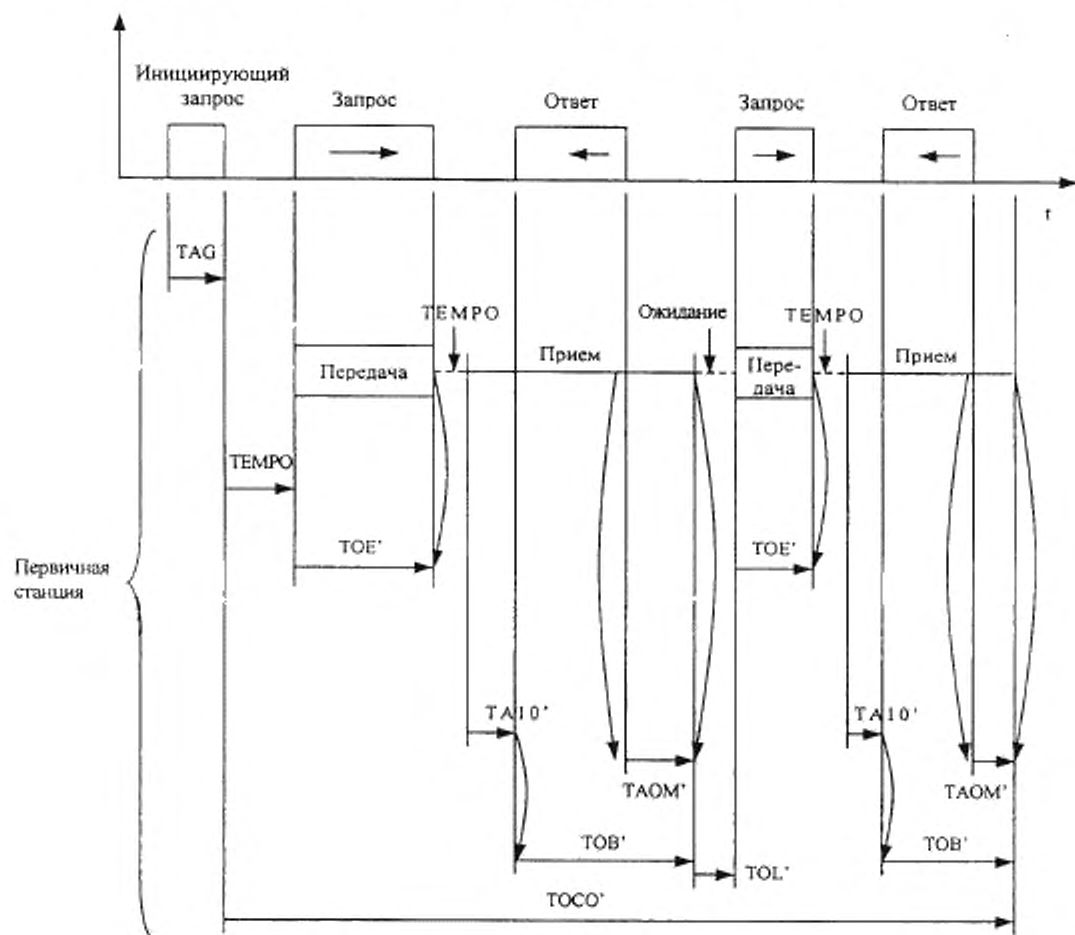 Инициирующий
запрос
Запрос
Ответ
Запрос
Ответ
t
TAG
TEMPO
Ожидание
TEMPO
Передача
Прием
Пере-
дача
Прием
TEMPO
TOE'
TOE'
Первичная
станция
TA10'
TA10'
TAOM'
TAOM'
TOB'
TOB'
TOL'
TOCO'